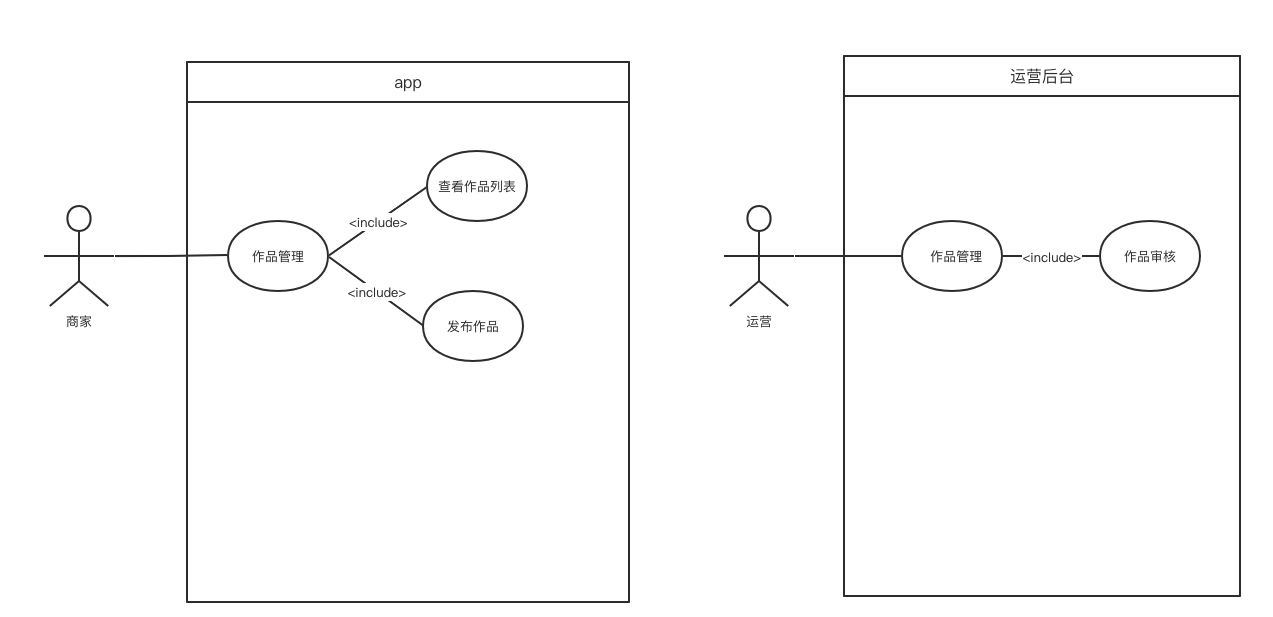 app
查看作品列表
<include>
作品管理
<include>
发布作品
商家
运营后台
作品管理
<include>
作品审核
运营